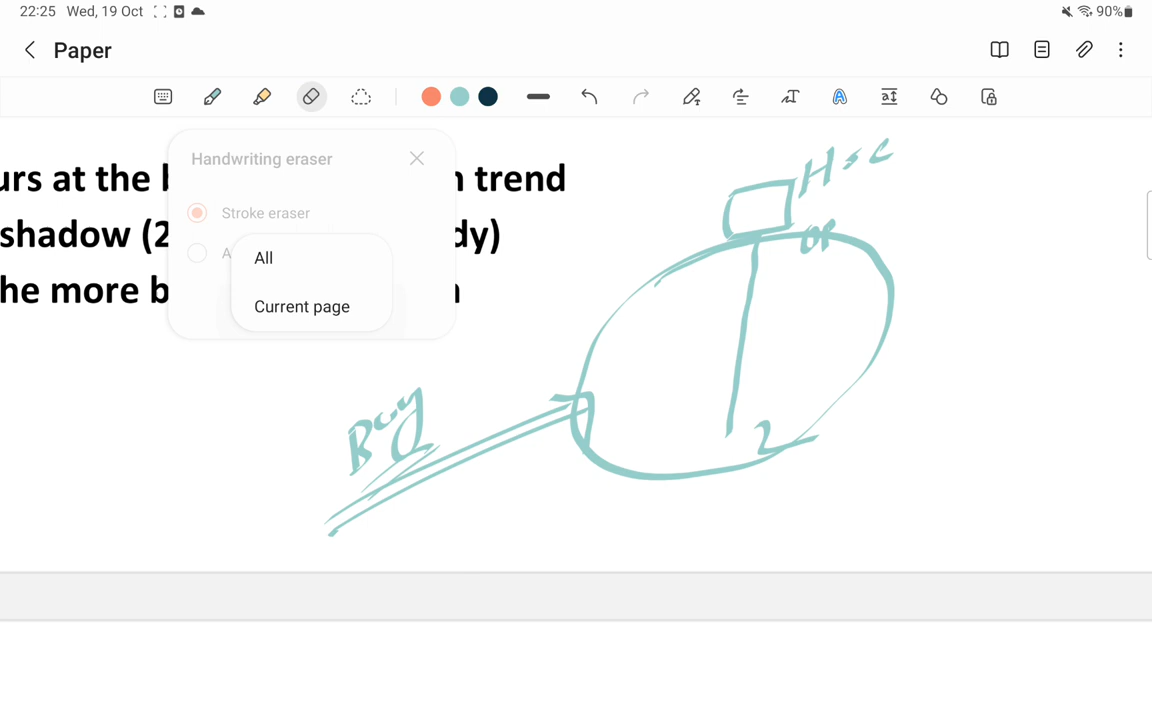 22:25 Wed, 19 Oct 90%
Paper
Handwriting eraser
Stroke eraser
A
All
Current page
urs at the b n trend
shadow (2 dy)
he more b n
H = C
OR
Buy
2